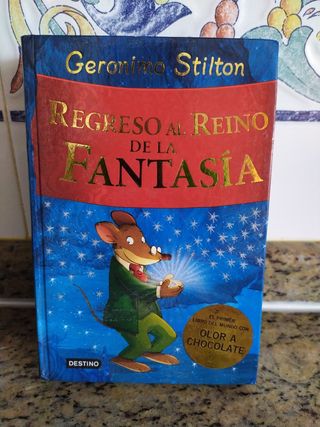 Geronimo Stilton
REGRESO AL REINO
DE LA
FANTASÍA
EL PRIMER
LIBRO DEL MUNDO CON
OLOR A
CHOCOLATE
DESTINO